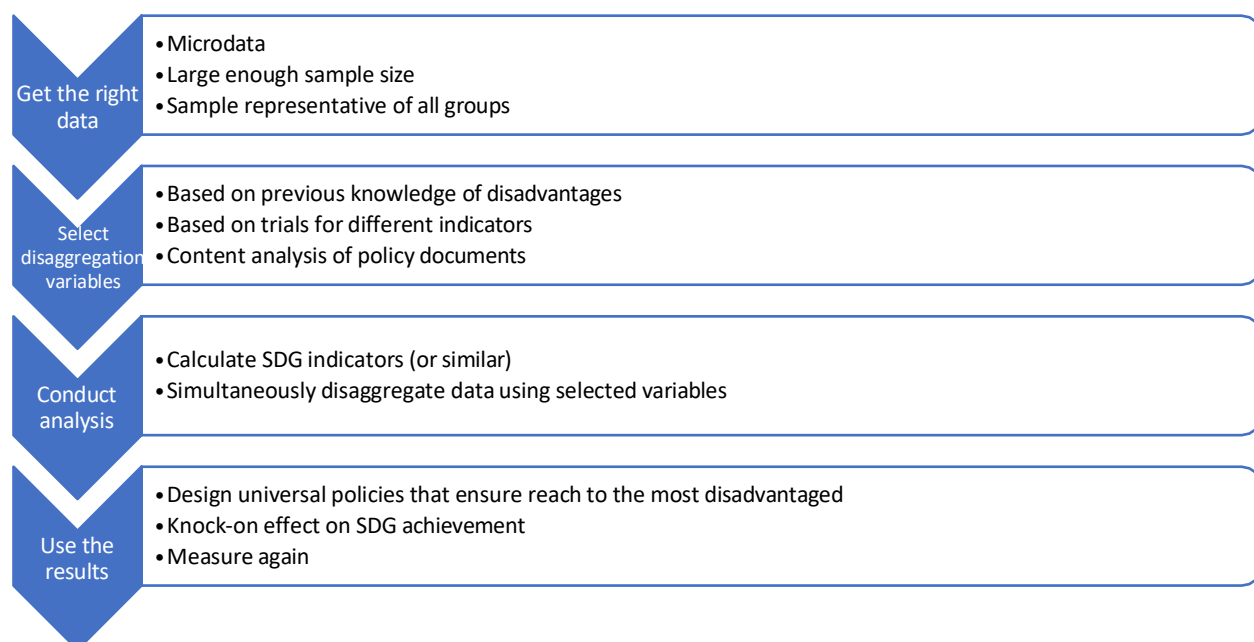 Get the right
data
•Microdata
•Large enough sample size
•Sample representative of all groups
Select
disaggregation
variables
•Based on previous knowledge of disadvantages
•Based on trials for different indicators
•Content analysis of policy documents
Conduct
analysis
•Calculate SDG indicators (or similar)
•Simultaneously disaggregate data using selected variables
Use the
results
•Design universal policies that ensure reach to the most disadvantaged
•Knock-on effect on SDG achievement
•Measure again